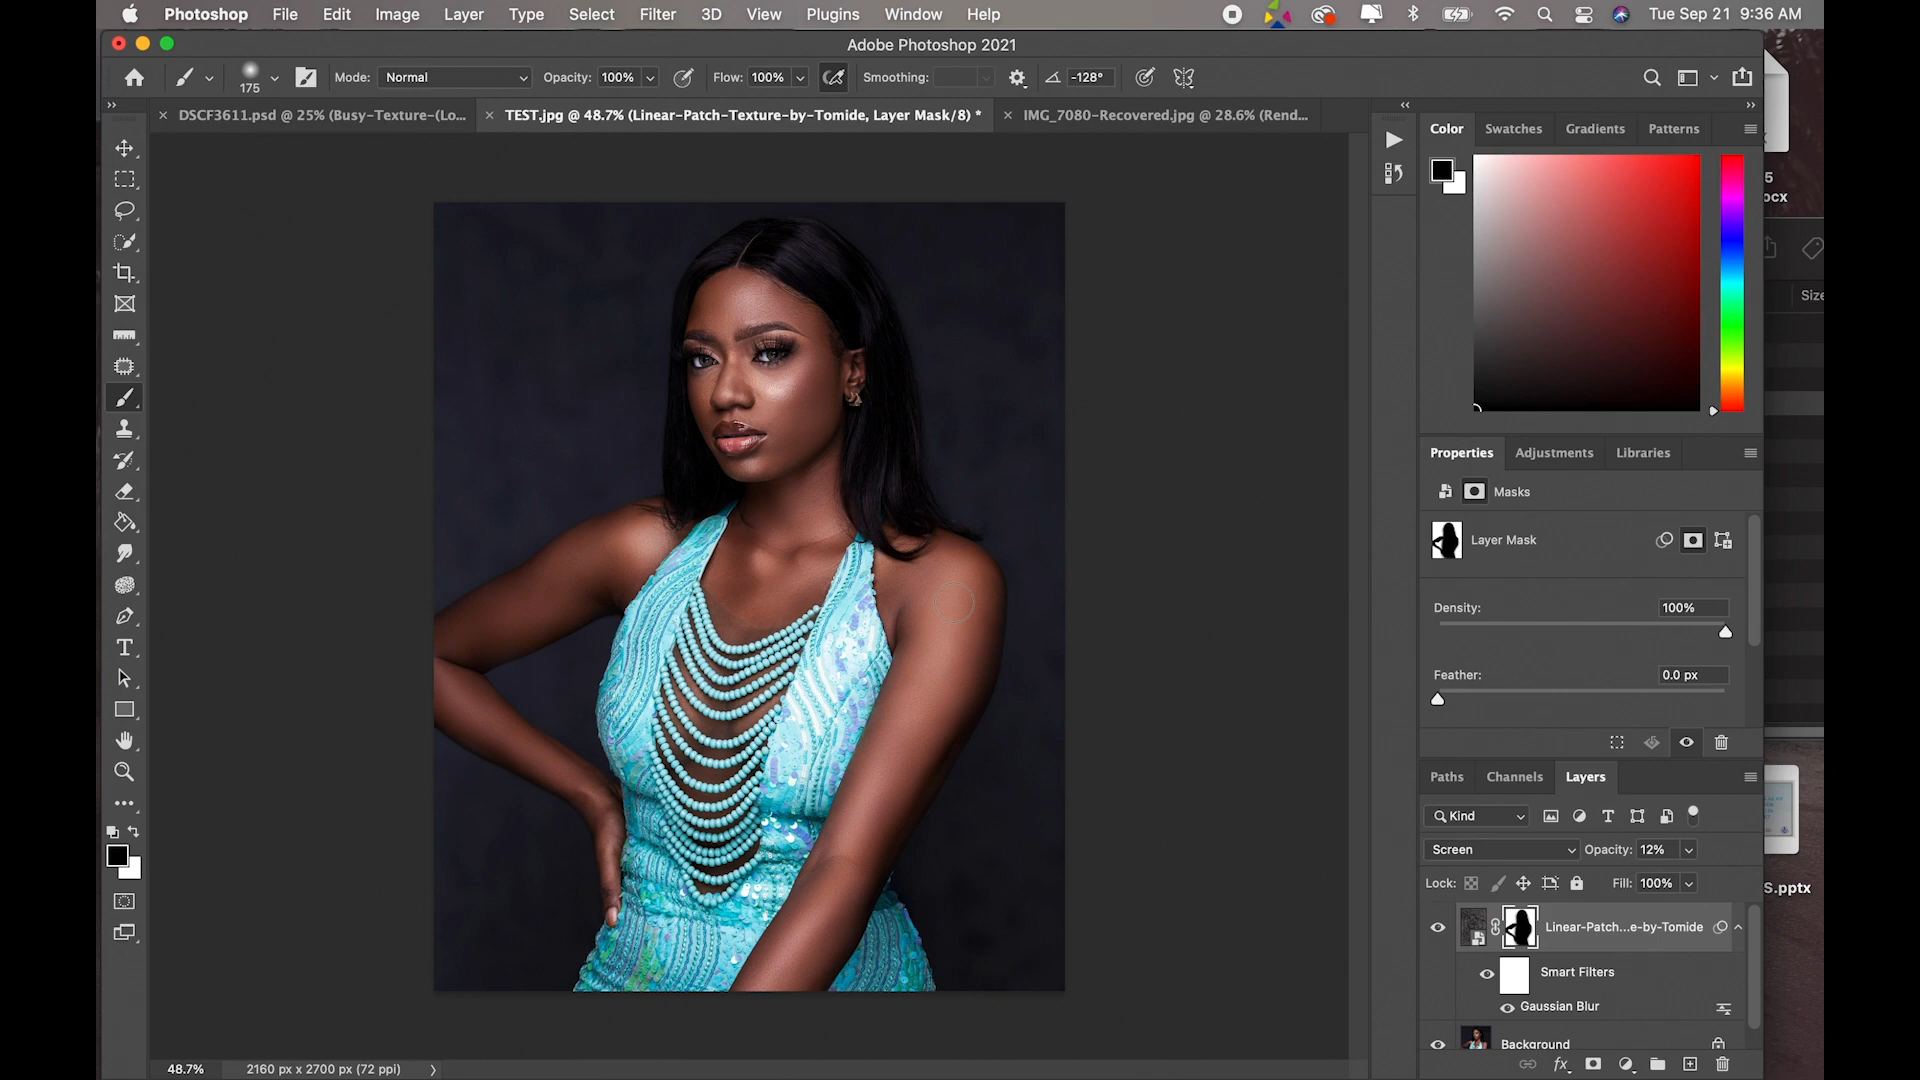 Photoshop File Edit Image Layer Type Select Filter 3D View Plugins Window Help Tue Sep 21 9:36 AM
Adobe Photoshop 2021
175 Mode: Normal Opacity: 100% Flow: 100% Smoothing: -128°
DSCF3611.psd @ 25% (Busy-Texture-(Lo... TEST.jpg @ 48.7% (Linear-Patch-Texture-by-Tomide, Layer Mask/8) * IMG_7080-Recovered.jpg @ 28.6% (Rend...
Color Swatches Gradients Patterns
5
ocx
Size
Properties Adjustments Libraries
Masks
Layer Mask
Density: 100%
Feather: 0.0 px
Paths Channels Layers
Kind
Screen Opacity: 12%
Lock: Fill: 100%
S.pptx
Linear-Patch...e-by-Tomide
Smart Filters
Gaussian Blur
Background
48.7% 2160 px x 2700 px (72 ppi)